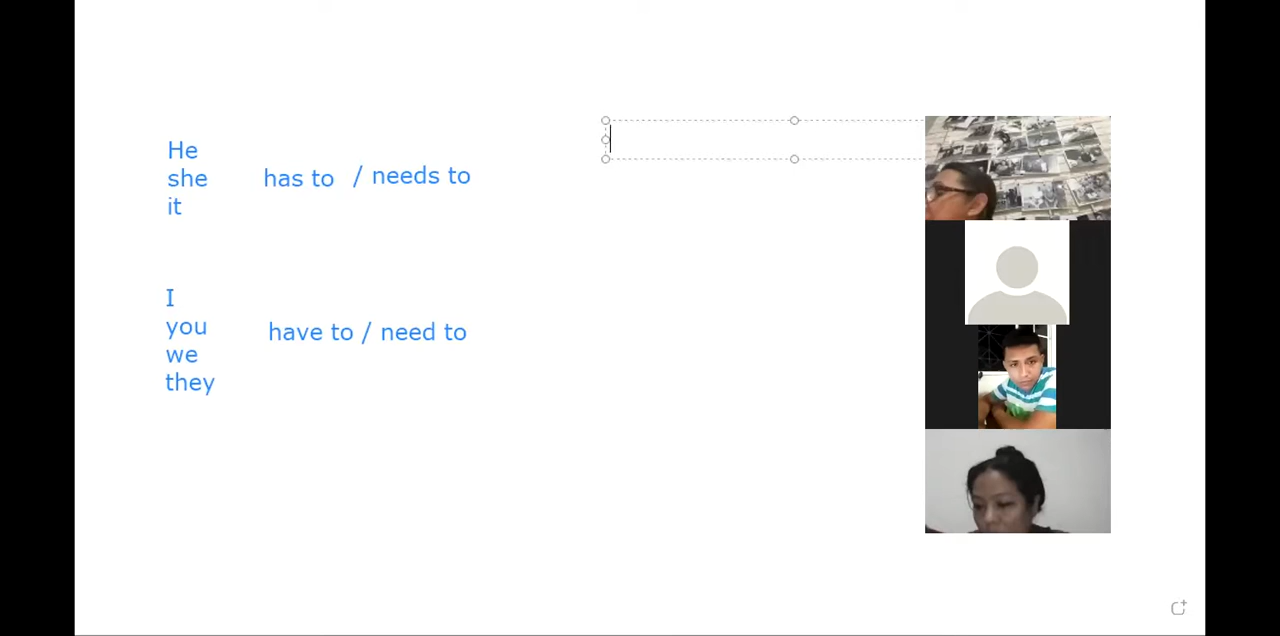 He
she
it
has to / needs to
I
you
we
they
have to / need to